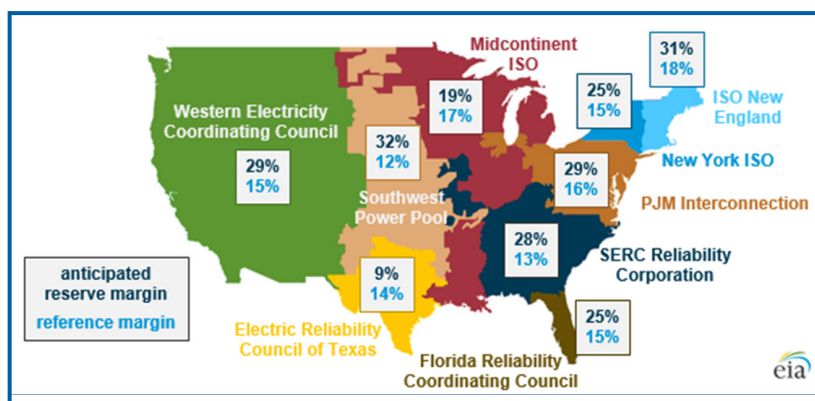 Midcontinent
ISO
31%
18%
25%
15%
ISO New
England
19%
17%
Western Electricity
Coordinating Council
29%
15%
32%
12%
Southwest
Power Pool
New York ISO
29%
16%
PJM Interconnection
28%
13%
SERC Reliability
Corporation
anticipated
reserve margin
reference margin
9%
14%
Electric Reliability
Council of Texas
25%
15%
Florida Reliability
Coordinating Council
eia